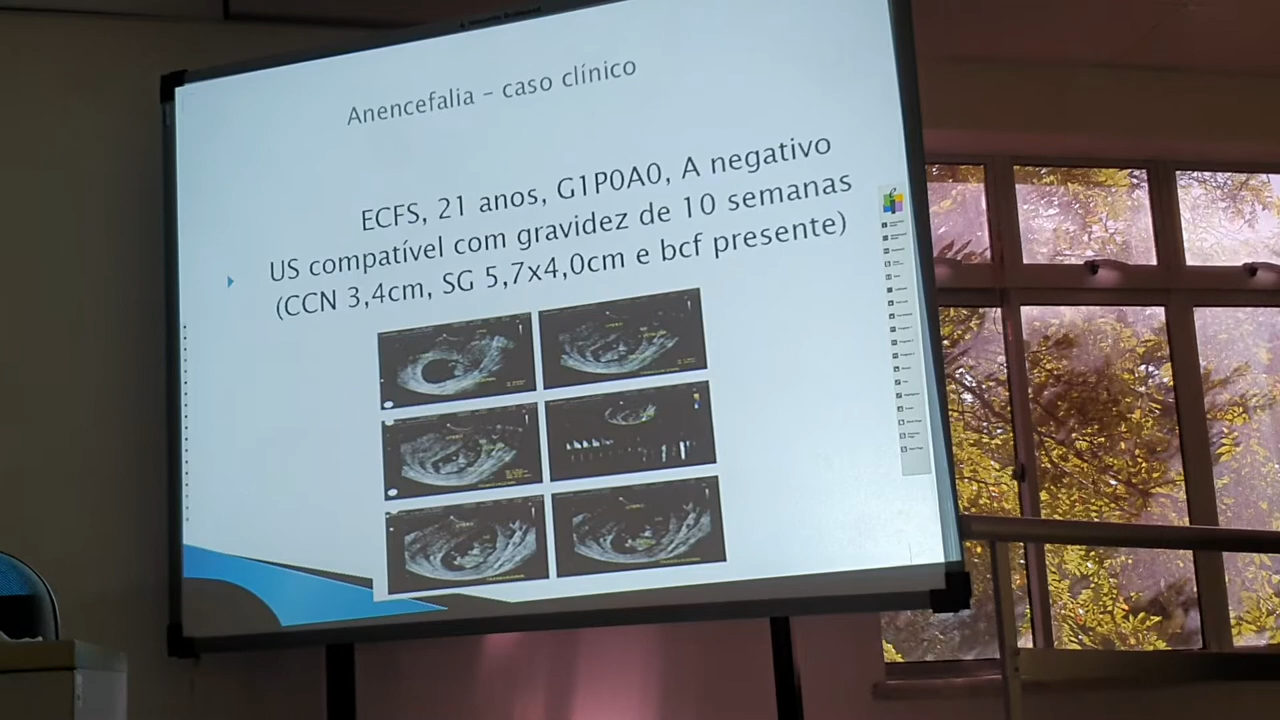 Anencefalia – caso clínico
ECFS, 21 anos, G1P0A0, A negativo
US compatível com gravidez de 10 semanas
(CCN 3,4cm, SG 5,7x4,0cm e bcf presente)